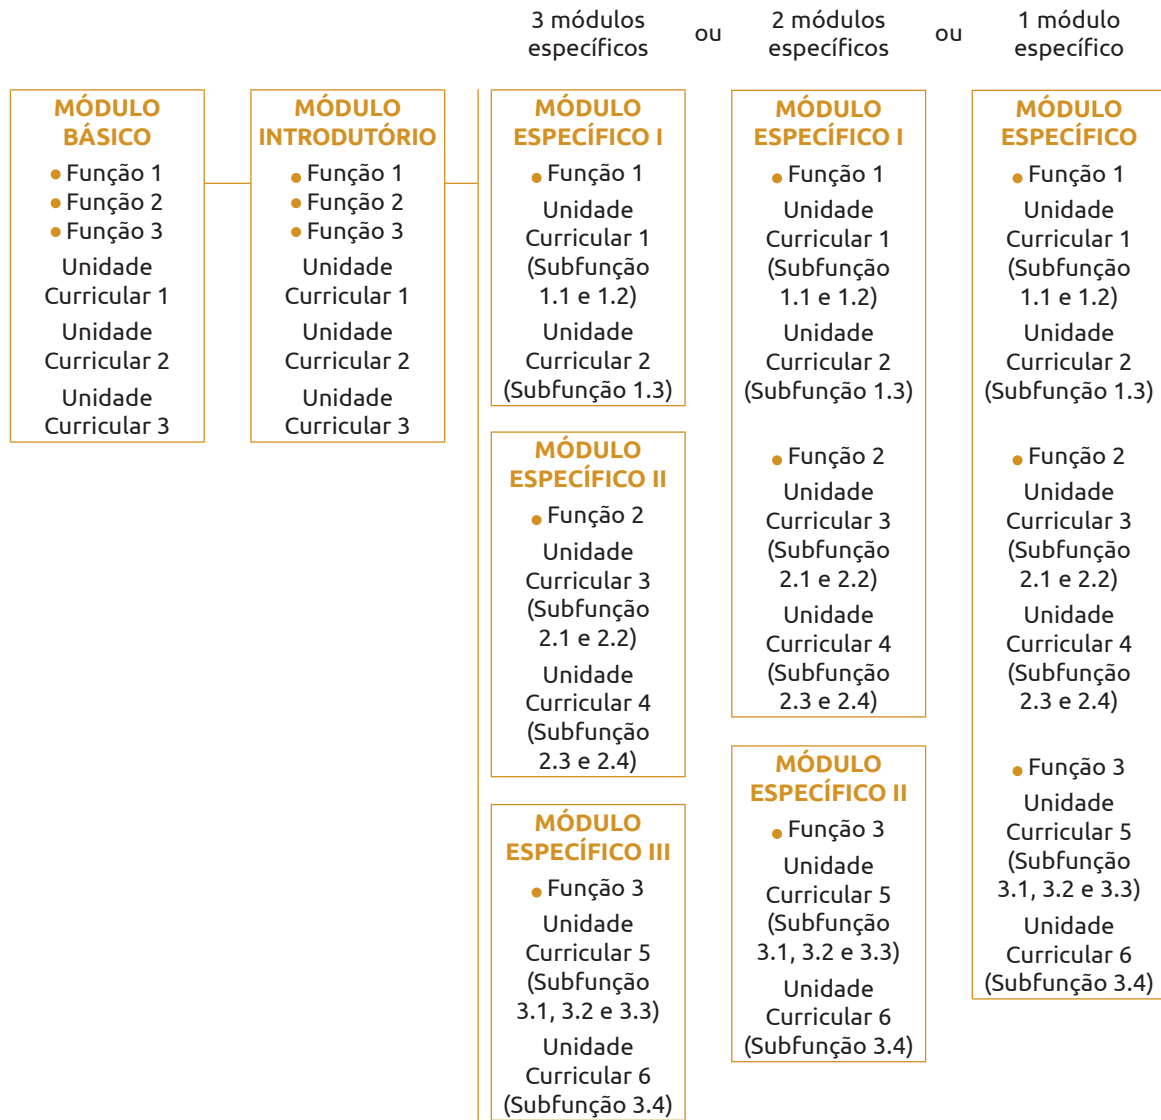 3 módulos
específicos
ou
2 módulos
específicos
ou
1 módulo
específico
MÓDULO
BÁSICO
Função 1
Função 2
Função 3
Unidade
Curricular 1
Unidade
Curricular 2
Unidade
Curricular 3
MÓDULO
INTRODUTÓRIO
Função 1
Função 2
Função 3
Unidade
Curricular 1
Unidade
Curricular 2
Unidade
Curricular 3
MÓDULO
ESPECÍFICO I
Função 1
Unidade
Curricular 1
(Subfunção
1.1 e 1.2)
Unidade
Curricular 2
(Subfunção 1.3)
MÓDULO
ESPECÍFICO II
Função 2
Unidade
Curricular 3
(Subfunção
2.1 e 2.2)
Unidade
Curricular 4
(Subfunção
2.3 e 2.4)
MÓDULO
ESPECÍFICO III
Função 3
Unidade
Curricular 5
(Subfunção
3.1, 3.2 e 3.3)
Unidade
Curricular 6
(Subfunção 3.4)
MÓDULO
ESPECÍFICO I
Função 1
Unidade
Curricular 1
(Subfunção
1.1 e 1.2)
Unidade
Curricular 2
(Subfunção 1.3)
Função 2
Unidade
Curricular 3
(Subfunção
2.1 e 2.2)
Unidade
Curricular 4
(Subfunção
2.3 e 2.4)
MÓDULO
ESPECÍFICO II
Função 3
Unidade
Curricular 5
(Subfunção
3.1, 3.2 e 3.3)
Unidade
Curricular 6
(Subfunção 3.4)
MÓDULO
ESPECÍFICO
Função 1
Unidade
Curricular 1
(Subfunção
1.1 e 1.2)
Unidade
Curricular 2
(Subfunção 1.3)
Função 2
Unidade
Curricular 3
(Subfunção
2.1 e 2.2)
Unidade
Curricular 4
(Subfunção
2.3 e 2.4)
Função 3
Unidade
Curricular 5
(Subfunção
3.1, 3.2 e 3.3)
Unidade
Curricular 6
(Subfunção 3.4)